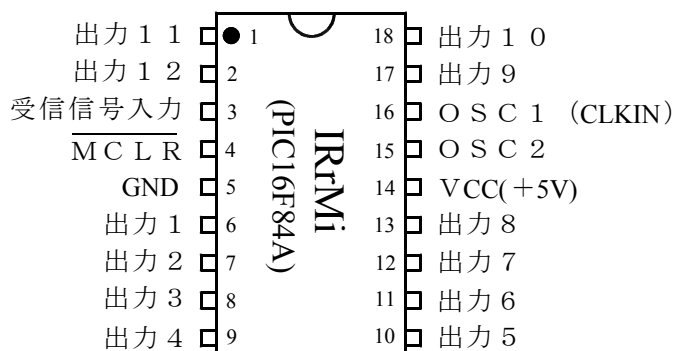 出力１１ 1 18 出力１０
出力１２ 2 17 出力９
受信信号入力 3 16 ＯＳＣ１（CLKIN）
ＭＣＬＲ 4 15 ＯＳＣ２
GND 5 14 ＶCC(＋5V)
出力１ 6 13 出力８
出力２ 7 12 出力７
出力３ 8 11 出力６
出力４ 9 10 出力５
IRrMi
(PIC16F84A)